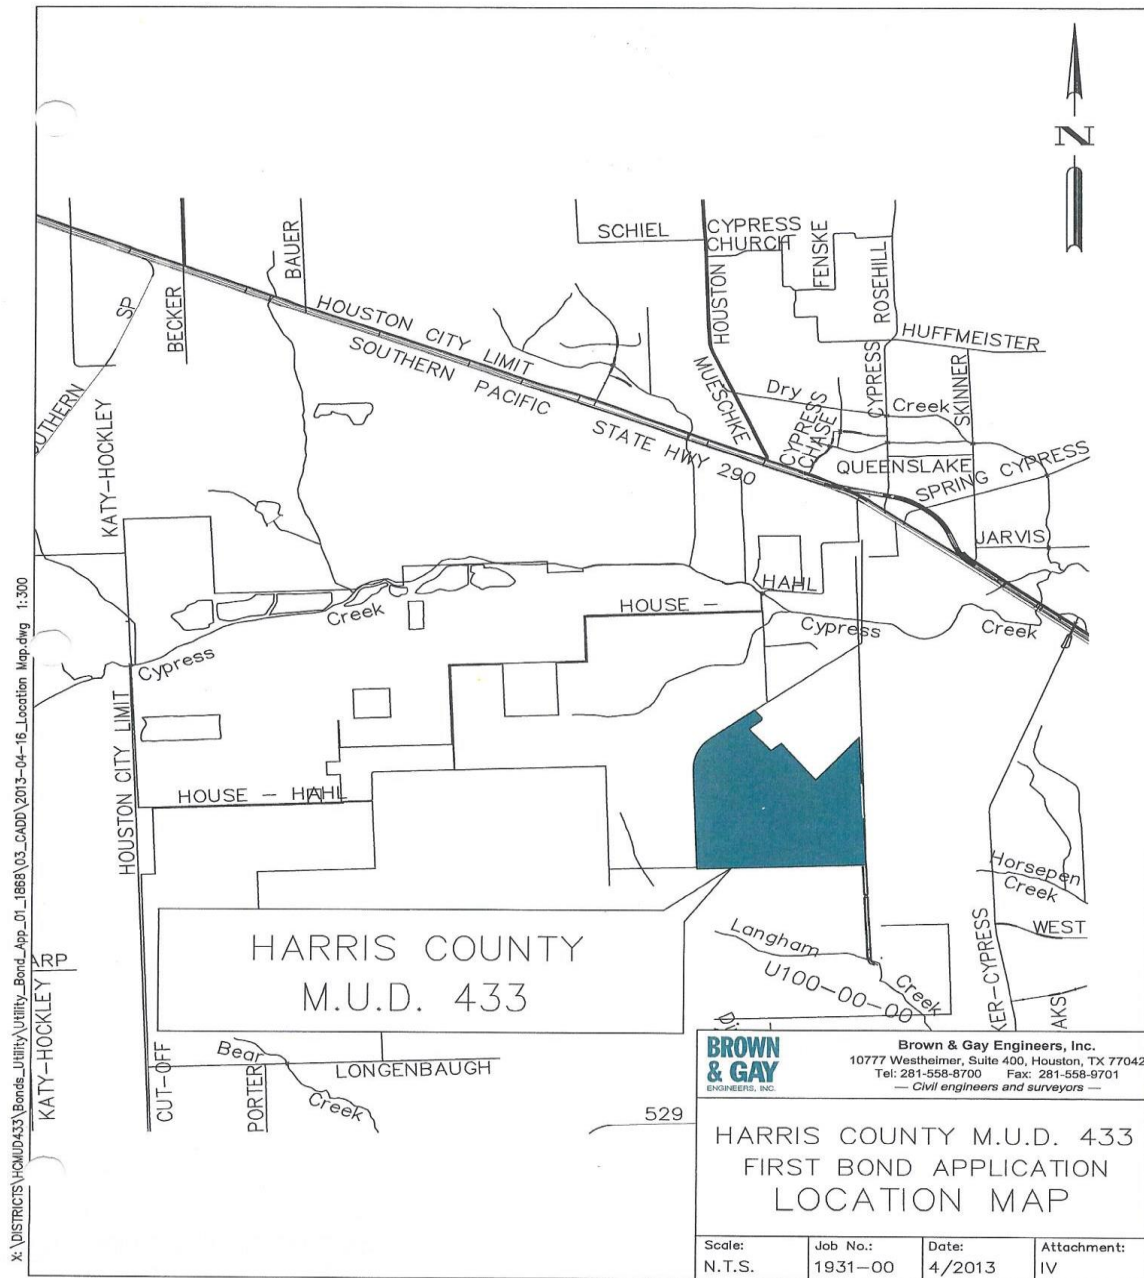 N
SCHIEL
CYPRESS
CHURCH
FENSKE
ROSEHILL
BAUER
HOUSTON
SP
BECKER
HOUSTON CITY LIMIT
SOUTHERN PACIFIC
STATE HWY 290
HUFFMEISTER
MUESCHKE
Dry
Creek
CYPRESS
SKINNER
CYPRESS
CHASE
UTHERN
KATY-HOCKLEY
QUEENSLAKE
SPRING CYPRESS
JARVIS
HAHL
HOUSE -
Creek
Cypress
Cypress
Creek
HOUSTON CITY LIMIT
HOUSE - HAHL
Horsepen
Creek
HARRIS COUNTY
M.U.D. 433
Langham
Creek
U100-00-00
WEST
KER-CYPRESS
AKS
ARP
KATY-HOCKLEY
CUT-OFF
Bear
Creek
PORTER
LONGENBAUGH
529
X:\DISTRICTS\HCMUD433\Bonds_Utility\Utility_Bond_App_01_1868\03_CADD\2013-04-16_Location Map.dwg 1:300
BROWN
& GAY
ENGINEERS, INC.
Brown & Gay Engineers, Inc.
10777 Westheimer, Suite 400, Houston, TX 77042
Tel: 281-558-8700 Fax: 281-558-9701
— Civil engineers and surveyors —
HARRIS COUNTY M.U.D. 433
FIRST BOND APPLICATION
LOCATION MAP
Scale:
N.T.S.
Job No.:
1931-00
Date:
4/2013
Attachment:
IV